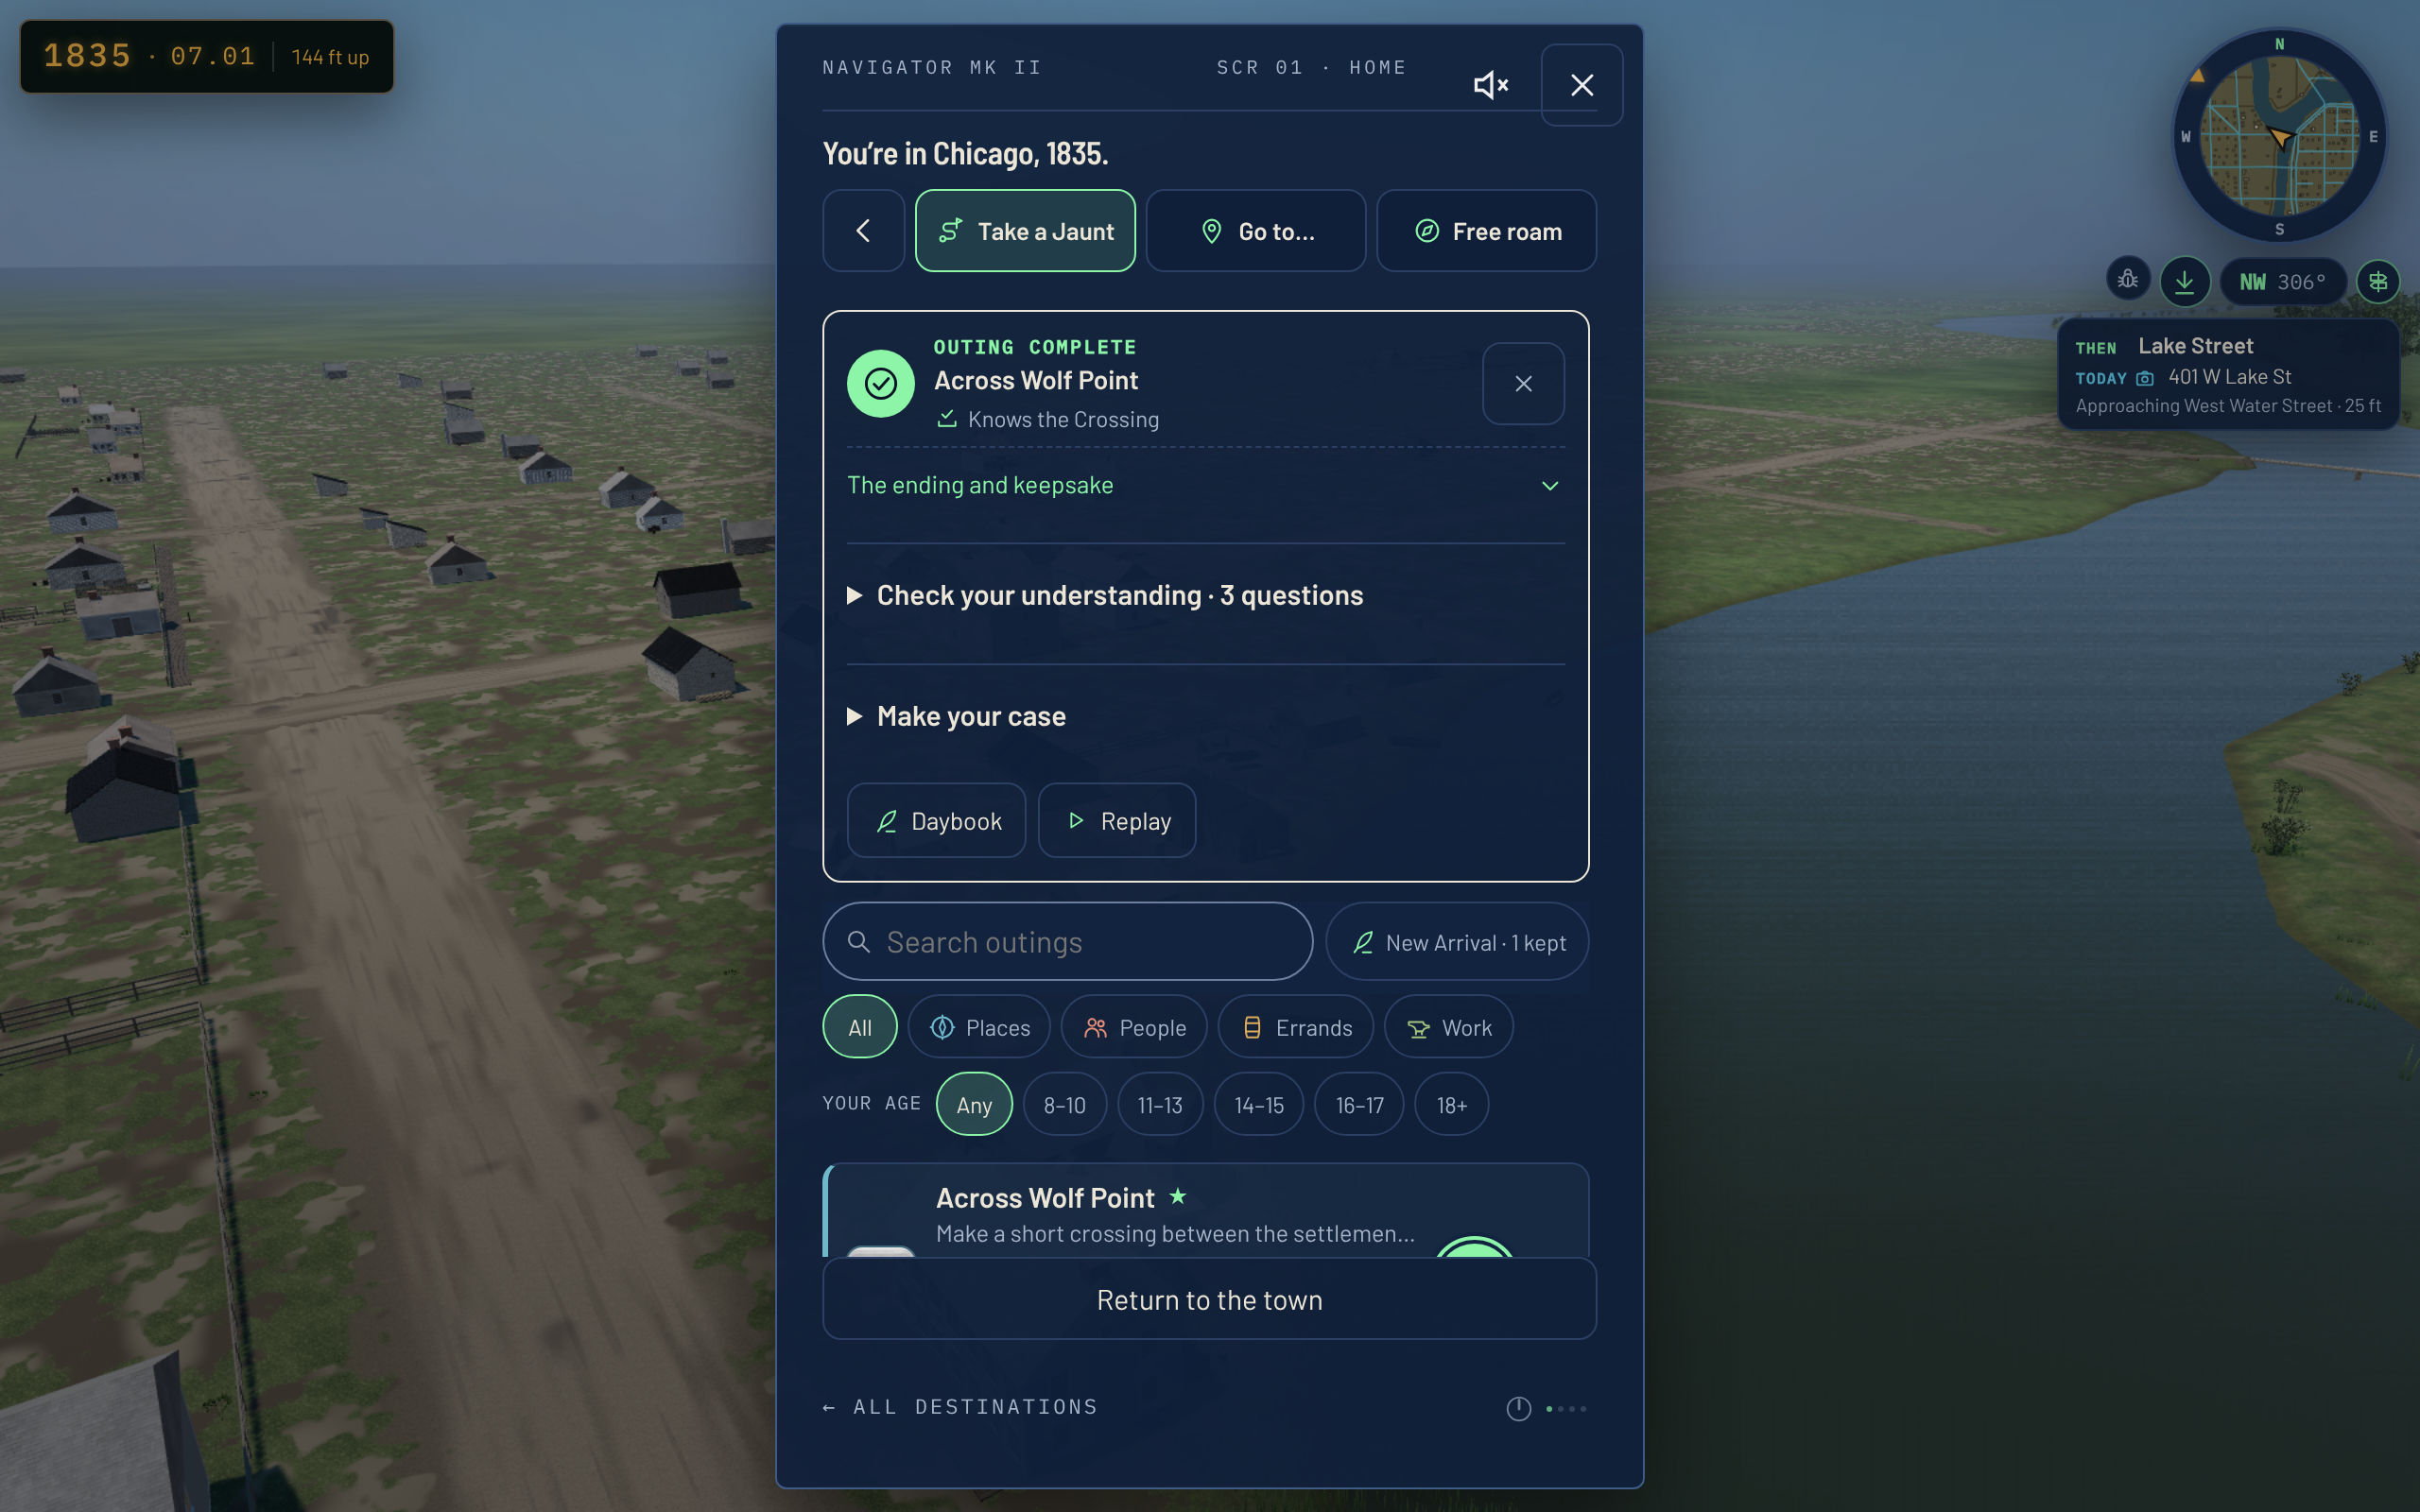 1835 · 07.01 144 ft up
NAVIGATOR MK II
SCR 01 · HOME
You’re in Chicago, 1835.
Take a Jaunt
Go to...
Free roam
OUTING COMPLETE
Across Wolf Point
Knows the Crossing
The ending and keepsake
Check your understanding · 3 questions
Make your case
Daybook
Replay
Search outings
New Arrival · 1 kept
All
Places
People
Errands
Work
YOUR AGE
Any
8–10
11–13
14–15
16–17
18+
Across Wolf Point ★
Make a short crossing between the settlemen...
Return to the town
← ALL DESTINATIONS
N
W
E
S
NW 306°
THEN Lake Street
TODAY 401 W Lake St
Approaching West Water Street · 25 ft